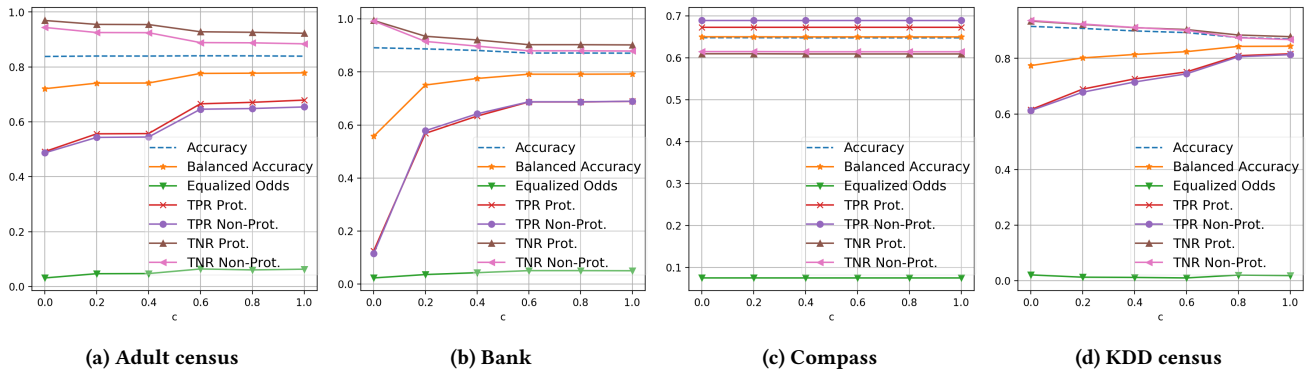 1.0
0.8
0.6
0.4
0.2
0.0
Accuracy
Balanced Accuracy
Equalized Odds
TPR Prot.
TPR Non-Prot.
TNR Prot.
TNR Non-Prot.
0.0 0.2 0.4 0.6 0.8 1.0
c
(a) Adult census
1.0
0.8
0.6
0.4
0.2
0.0
Accuracy
Balanced Accuracy
Equalized Odds
TPR Prot.
TPR Non-Prot.
TNR Prot.
TNR Non-Prot.
0.0 0.2 0.4 0.6 0.8 1.0
c
(b) Bank
0.7
0.6
0.5
0.4
0.3
0.2
0.1
Accuracy
Balanced Accuracy
Equalized Odds
TPR Prot.
TPR Non-Prot.
TNR Prot.
TNR Non-Prot.
0.0 0.2 0.4 0.6 0.8 1.0
c
(c) Compass
0.8
0.6
0.4
0.2
0.0
Accuracy
Balanced Accuracy
Equalized Odds
TPR Prot.
TPR Non-Prot.
TNR Prot.
TNR Non-Prot.
0.0 0.2 0.4 0.6 0.8 1.0
c
(d) KDD census